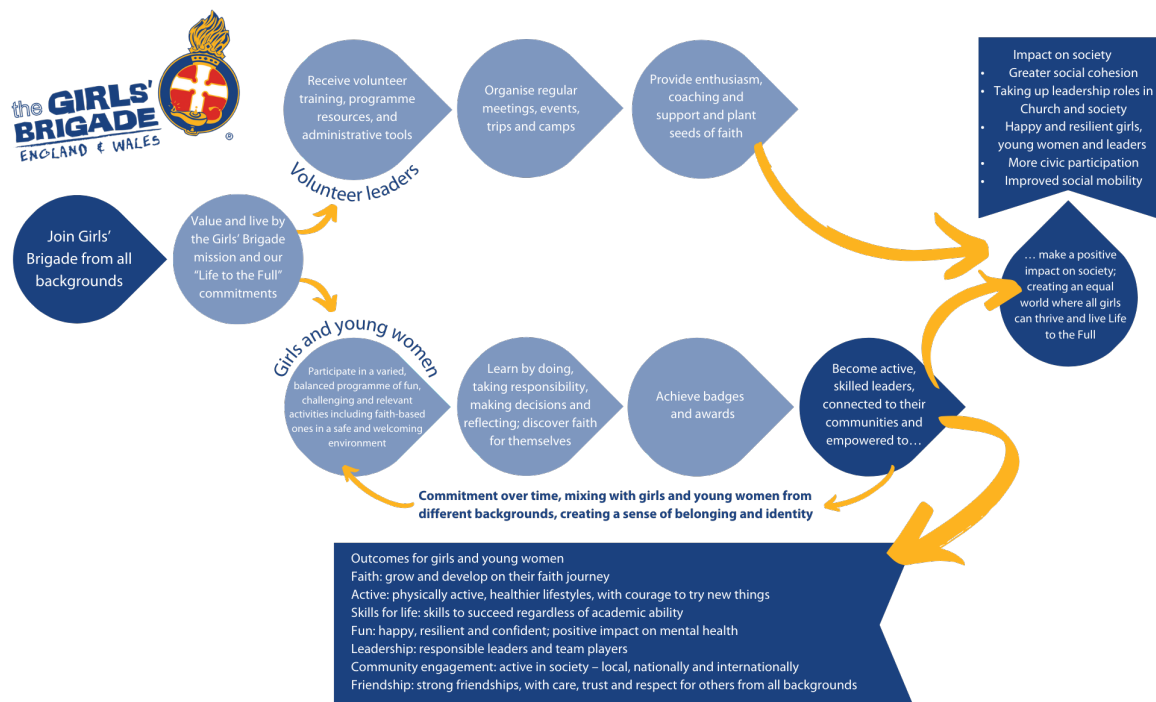 the GIRLS'
BRIGADE
ENGLAND & WALES
®
Join Girls'
Brigade from all
backgrounds
Value and live by
the Girls' Brigade
mission and our
“Life to the Full”
commitments
Receive volunteer
training, programme
resources, and
administrative tools
Volunteer leaders
Organise regular
meetings, events,
trips and camps
Provide enthusiasm,
coaching and
support and plant
seeds of faith
Impact on society
• Greater social cohesion
• Taking up leadership roles in
Church and society
• Happy and resilient girls,
young women and leaders
• More civic participation
• Improved social mobility
… make a positive
impact on society;
creating an equal
world where all girls
can thrive and live Life
to the Full
Girls and young women
Participate in a varied,
balanced programme of fun,
challenging and relevant
activities including faith-based
ones in a safe and welcoming
environment
Learn by doing,
taking responsibility,
making decisions and
reflecting; discover faith
for themselves
Achieve badges
and awards
Become active,
skilled leaders,
connected to their
communities and
empowered to…
Commitment over time, mixing with girls and young women from
different backgrounds, creating a sense of belonging and identity
Outcomes for girls and young women
Faith: grow and develop on their faith journey
Active: physically active, healthier lifestyles, with courage to try new things
Skills for life: skills to succeed regardless of academic ability
Fun: happy, resilient and confident; positive impact on mental health
Leadership: responsible leaders and team players
Community engagement: active in society – local, nationally and internationally
Friendship: strong friendships, with care, trust and respect for others from all backgrounds